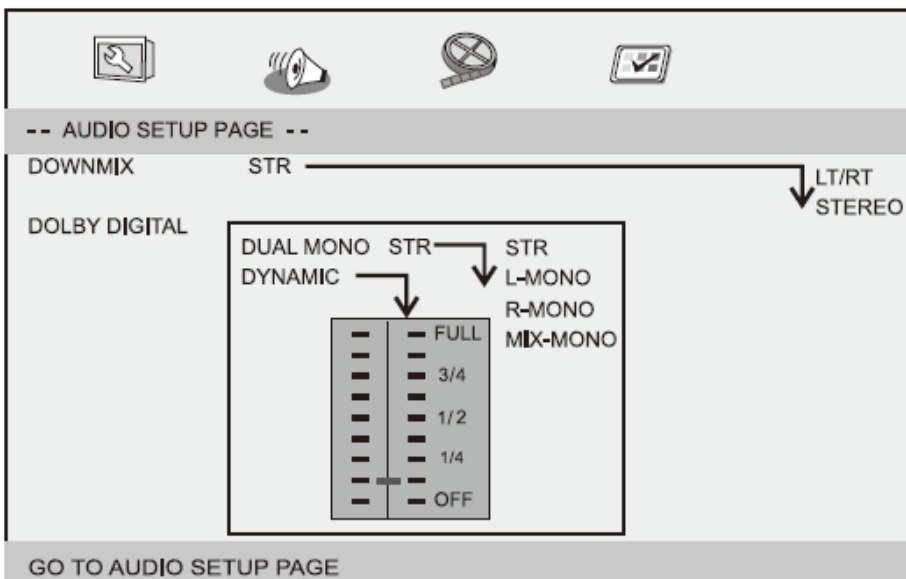 -- AUDIO SETUP PAGE --
DOWNMIX STR LT/RT
STEREO
DOLBY DIGITAL
DUAL MONO STR STR
DYNAMIC L-MONO
R-MONO
FULL MIX-MONO
3/4
1/2
1/4
OFF
GO TO AUDIO SETUP PAGE